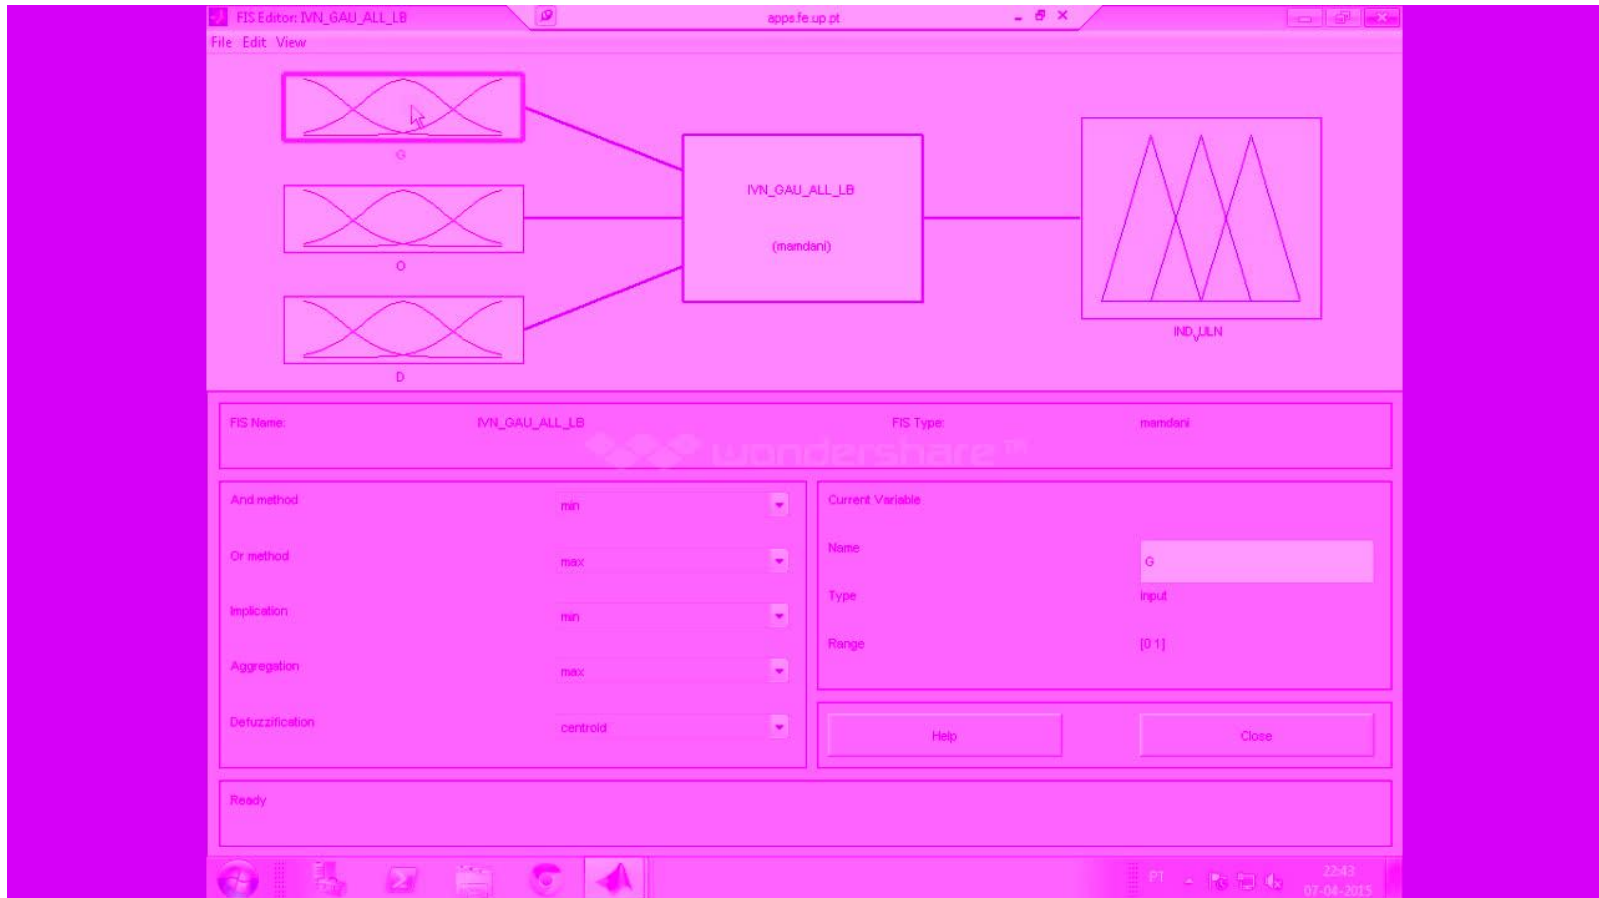 FIS Editor: IVN_GAU_ALL_LB
apps.fe.up.pt
File Edit View
G
IVN_GAU_ALL_LB
(mamdani)
O
IND_VULN
D
FIS Name: IVN_GAU_ALL_LB FIS Type: mamdani
wondershare™
And method min
Or method max
Implication min
Aggregation max
Defuzzification centroid
Current Variable
Name G
Type input
Range [0 1]
Help Close
Ready
PT
22:43
07-04-2015